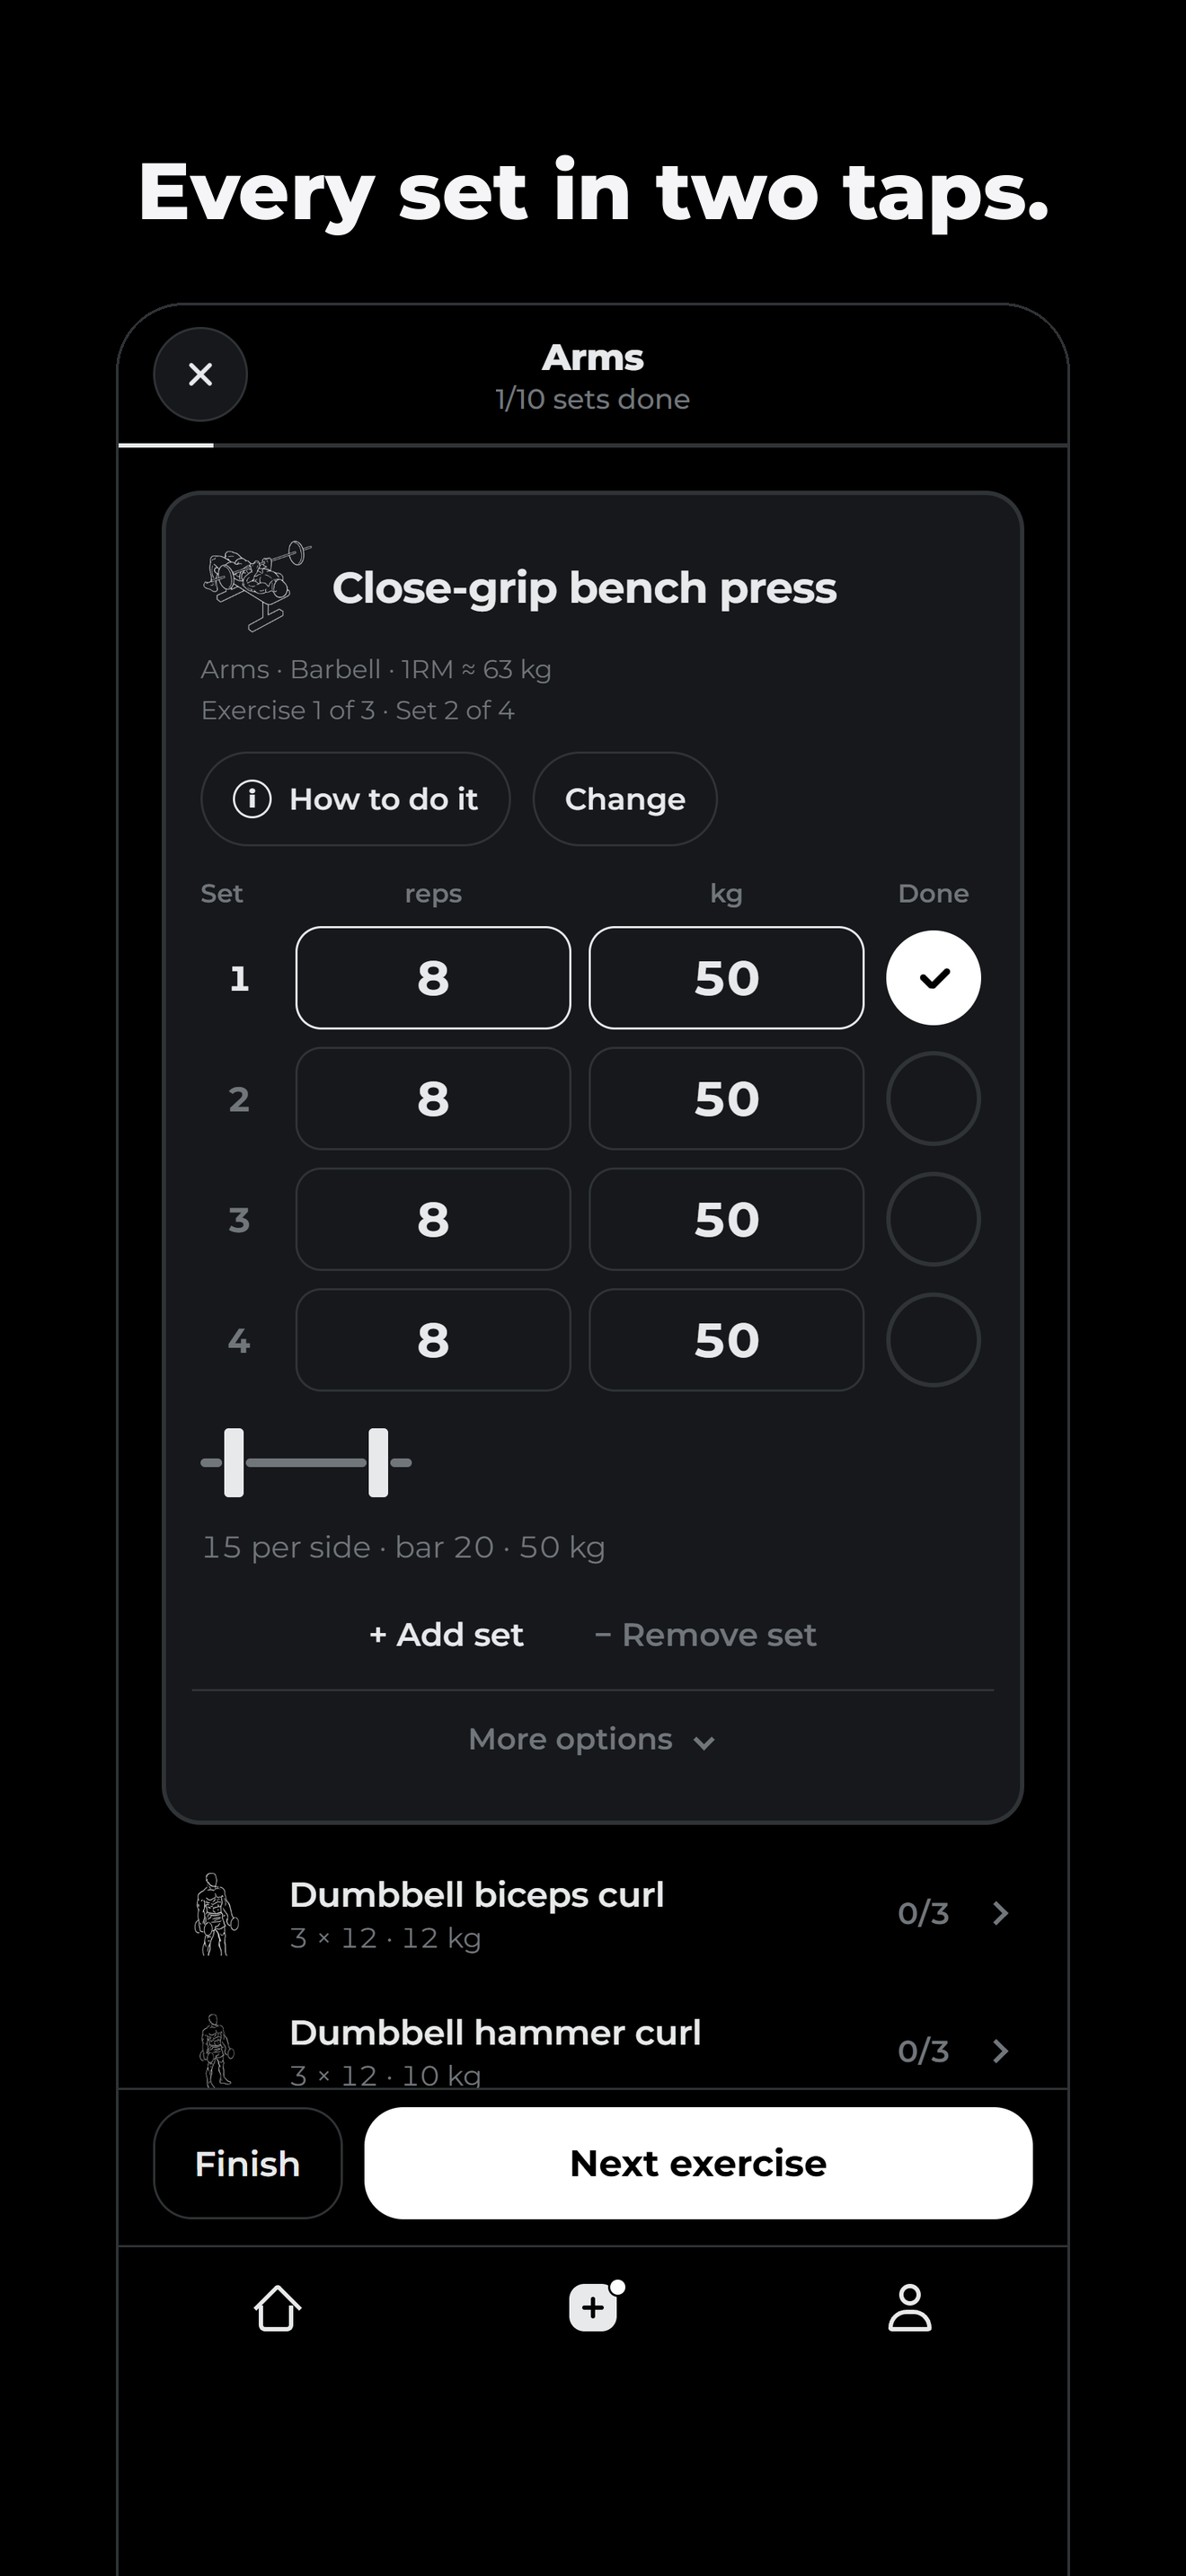 Every set in two taps.
Arms
1/10 sets done
Close-grip bench press
Arms · Barbell · 1RM ≈ 63 kg
Exercise 1 of 3 · Set 2 of 4
How to do it
Change
Set reps kg Done
1 8 50
2 8 50
3 8 50
4 8 50
15 per side · bar 20 · 50 kg
+ Add set − Remove set
More options
Dumbbell biceps curl
3 × 12 · 12 kg
0/3
Dumbbell hammer curl
3 × 12 · 10 kg
0/3
Finish
Next exercise